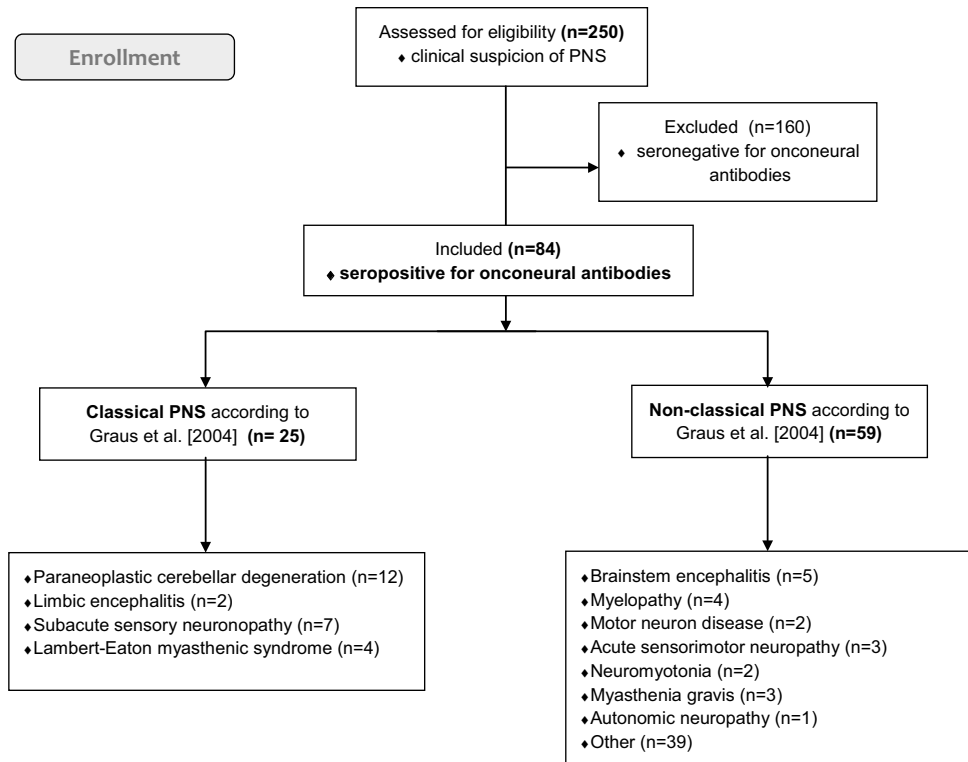 Enrollment
Assessed for eligibility (n=250)
♦ clinical suspicion of PNS
Excluded (n=160)
♦ seronegative for onconeural
antibodies
Included (n=84)
♦ seropositive for onconeural antibodies
Classical PNS according to
Graus et al. [2004] (n= 25)
Non-classical PNS according to
Graus et al. [2004] (n=59)
♦Paraneoplastic cerebellar degeneration (n=12)
♦Limbic encephalitis (n=2)
♦Subacute sensory neuronopathy (n=7)
♦Lambert-Eaton myasthenic syndrome (n=4)
♦Brainstem encephalitis (n=5)
♦Myelopathy (n=4)
♦Motor neuron disease (n=2)
♦Acute sensorimotor neuropathy (n=3)
♦Neuromyotonia (n=2)
♦Myasthenia gravis (n=3)
♦Autonomic neuropathy (n=1)
♦Other (n=39)